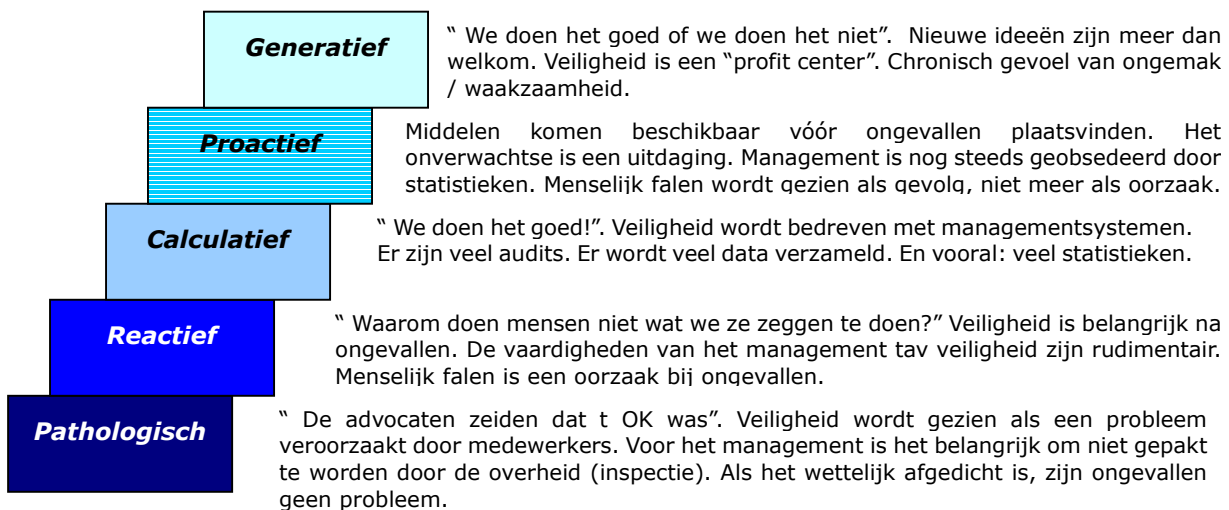 Generatief
“ We doen het goed of we doen het niet”. Nieuwe ideeën zijn meer dan
welkom. Veiligheid is een “profit center”. Chronisch gevoel van ongemak
/ waakzaamheid.
Proactief
Middelen komen beschikbaar vóór ongevallen plaatsvinden. Het
onverwachtse is een uitdaging. Management is nog steeds geobsedeerd door
statistieken. Menselijk falen wordt gezien als gevolg, niet meer als oorzaak.
Calculatief
“ We doen het goed!”. Veiligheid wordt bedreven met managementsystemen.
Er zijn veel audits. Er wordt veel data verzameld. En vooral: veel statistieken.
Reactief
“ Waarom doen mensen niet wat we ze zeggen te doen?” Veiligheid is belangrijk na
ongevallen. De vaardigheden van het management tav veiligheid zijn rudimentair.
Menselijk falen is een oorzaak bij ongevallen.
Pathologisch
“ De advocaten zeiden dat t OK was”. Veiligheid wordt gezien als een probleem
veroorzaakt door medewerkers. Voor het management is het belangrijk om niet gepakt
te worden door de overheid (inspectie). Als het wettelijk afgedicht is, zijn ongevallen
geen probleem.